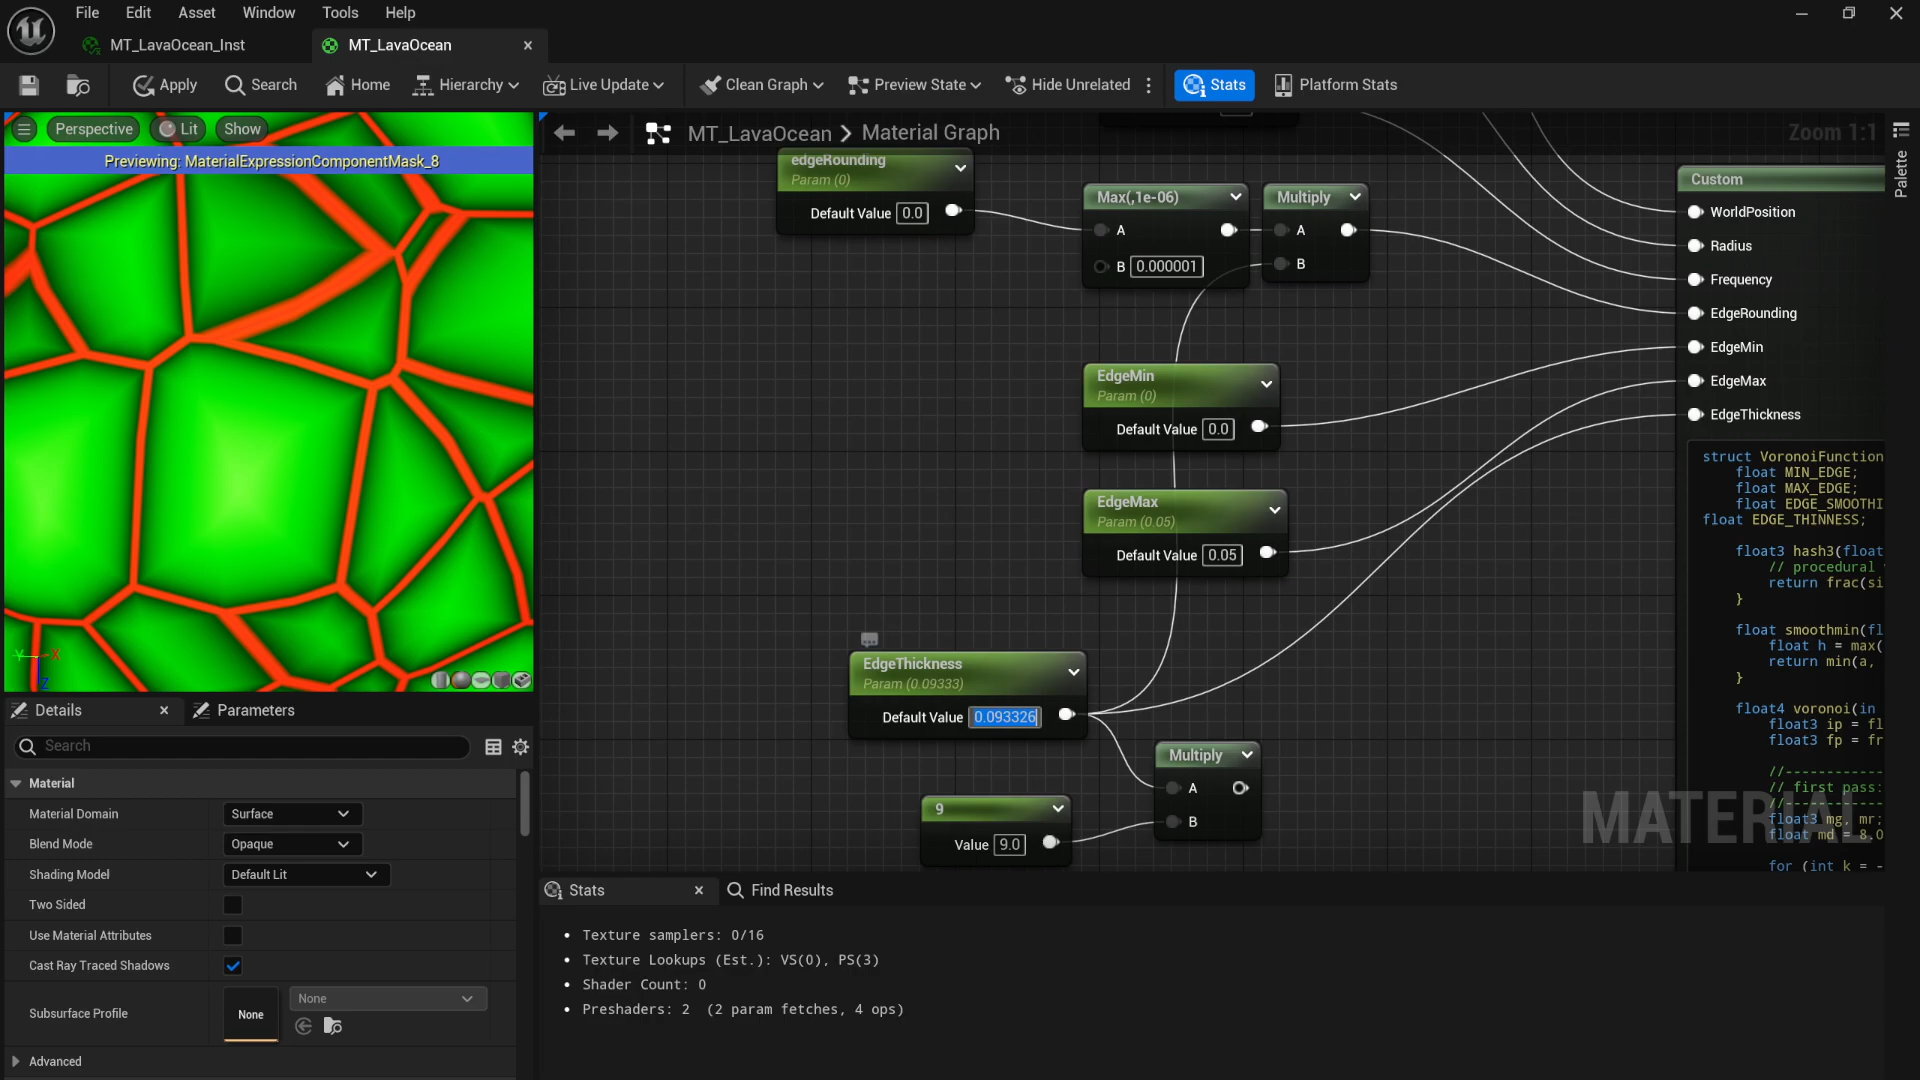 File Edit Asset Window Tools Help
MT_LavaOcean_Inst MT_LavaOcean
Apply Search Home Hierarchy Live Update Clean Graph Preview State Hide Unrelated Stats Platform Stats
Perspective Lit Show
Previewing: MaterialExpressionComponentMask_8
MT_LavaOcean Material Graph
Zoom 1:1
Palette
edgeRounding
Param (0)
Default Value 0.0
Max(,1e-06)
A
B 0.000001
Multiply
A
B
EdgeMin
Param (0)
Default Value 0.0
EdgeMax
Param (0.05)
Default Value 0.05
EdgeThickness
Param (0.09333)
Default Value 0.093326
9
Value 9.0
Multiply
A
B
Custom
WorldPosition
Radius
Frequency
EdgeRounding
EdgeMin
EdgeMax
EdgeThickness
struct VoronoiFunction
float MIN_EDGE;
float MAX_EDGE;
float EDGE_SMOOTHI
float EDGE_THINNESS;
float3 hash3(float
// procedural
return frac(si
}
float smoothmin(fl
float h = max(
return min(a,
}
float4 voronoi(in
float3 ip = fl
float3 fp = fr
//-------------
// first pass:
//-------------
float3 mg, mr;
float md = 8.0
for (int k = -
MATERIAL
Y X
Z
Details Parameters
Search
Material
Material Domain Surface
Blend Mode Opaque
Shading Model Default Lit
Two Sided
Use Material Attributes
Cast Ray Traced Shadows
Subsurface Profile None None
Advanced
Stats Find Results
Texture samplers: 0/16
Texture Lookups (Est.): VS(0), PS(3)
Shader Count: 0
Preshaders: 2 (2 param fetches, 4 ops)